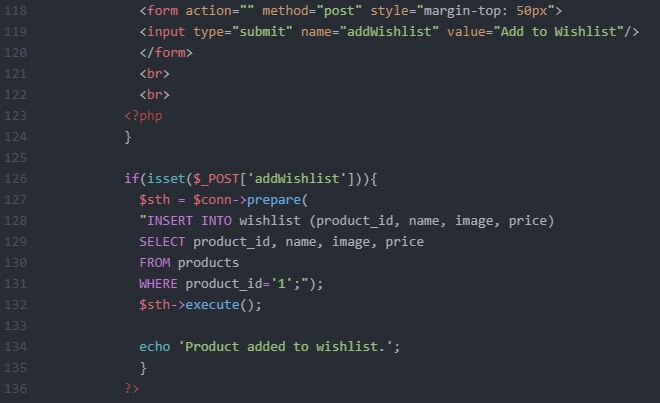 118 <form action="" method="post" style="margin-top: 50px">
119 <input type="submit" name="addWishlist" value="Add to Wishlist"/>
120 </form>
121 <br>
122 <br>
123 <?php
124 }
125
126 if(isset($_POST['addWishlist'])){
127 $sth = $conn->prepare(
128 "INSERT INTO wishlist (product_id, name, image, price)
129 SELECT product_id, name, image, price
130 FROM products
131 WHERE product_id='1';");
132 $sth->execute();
133
134 echo 'Product added to wishlist.';
135 }
136 ?>